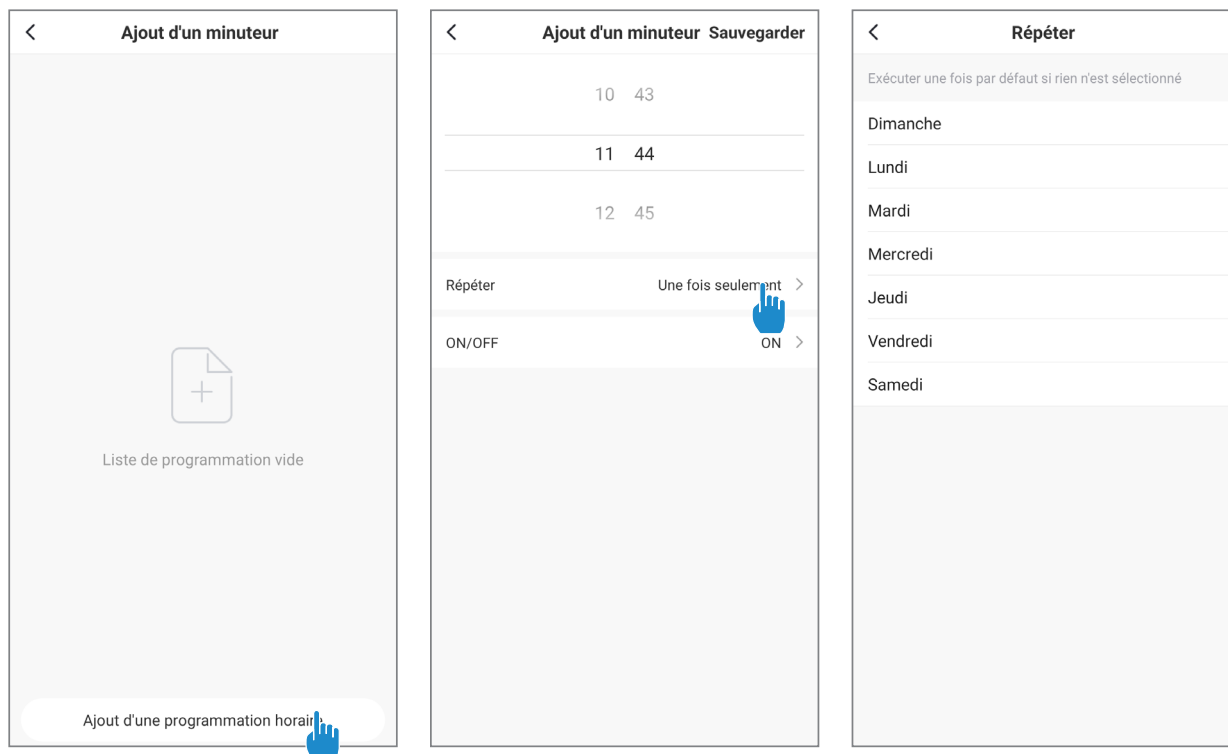 Ajout d'un minuteur
Liste de programmation vide
Ajout d'une programmation horaire
Ajout d'un minuteur Sauvegarder
10 43
11 44
12 45
Répéter Une fois seulement
ON/OFF ON
Répéter
Exécuter une fois par défaut si rien n'est sélectionné
Dimanche
Lundi
Mardi
Mercredi
Jeudi
Vendredi
Samedi